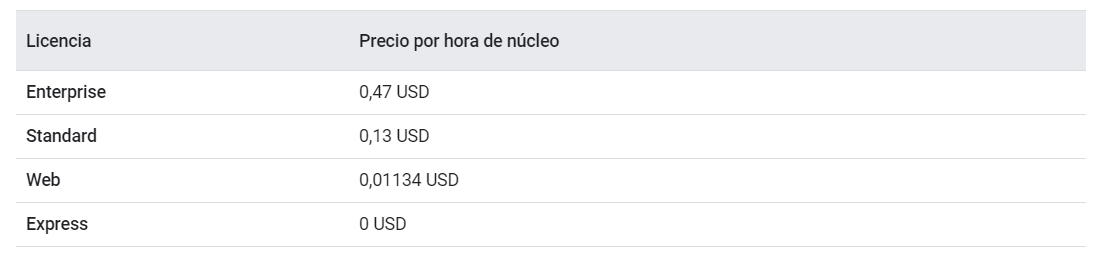 Licencia Precio por hora de núcleo
Enterprise 0,47 USD
Standard 0,13 USD
Web 0,01134 USD
Express 0 USD